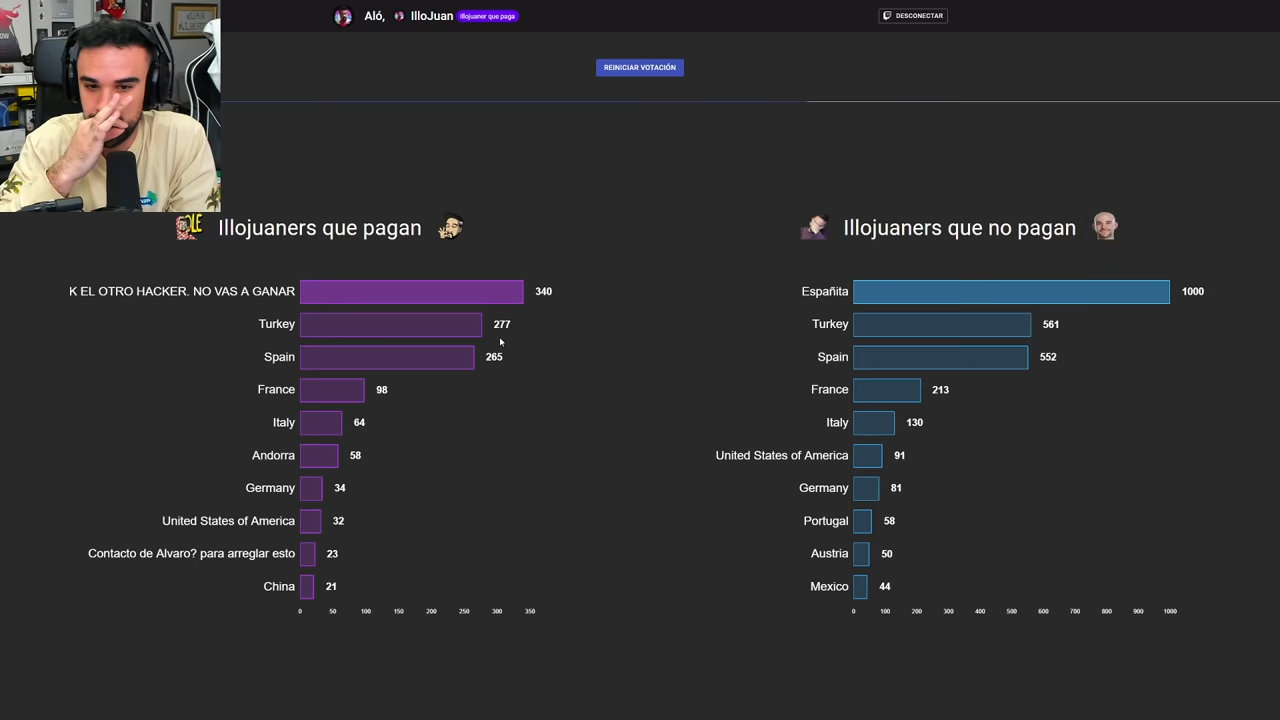 Aló, IlloJuan Illojuaner que paga
DESCONECTAR
REINICIAR VOTACIÓN
Illojuaners que pagan
K EL OTRO HACKER. NO VAS A GANAR 340
Turkey 277
Spain 265
France 98
Italy 64
Andorra 58
Germany 34
United States of America 32
Contacto de Alvaro? para arreglar esto 23
China 21
0 50 100 150 200 250 300 350
Illojuaners que no pagan
Españita 1000
Turkey 561
Spain 552
France 213
Italy 130
United States of America 91
Germany 81
Portugal 58
Austria 50
Mexico 44
0 100 200 300 400 500 600 700 800 900 1000